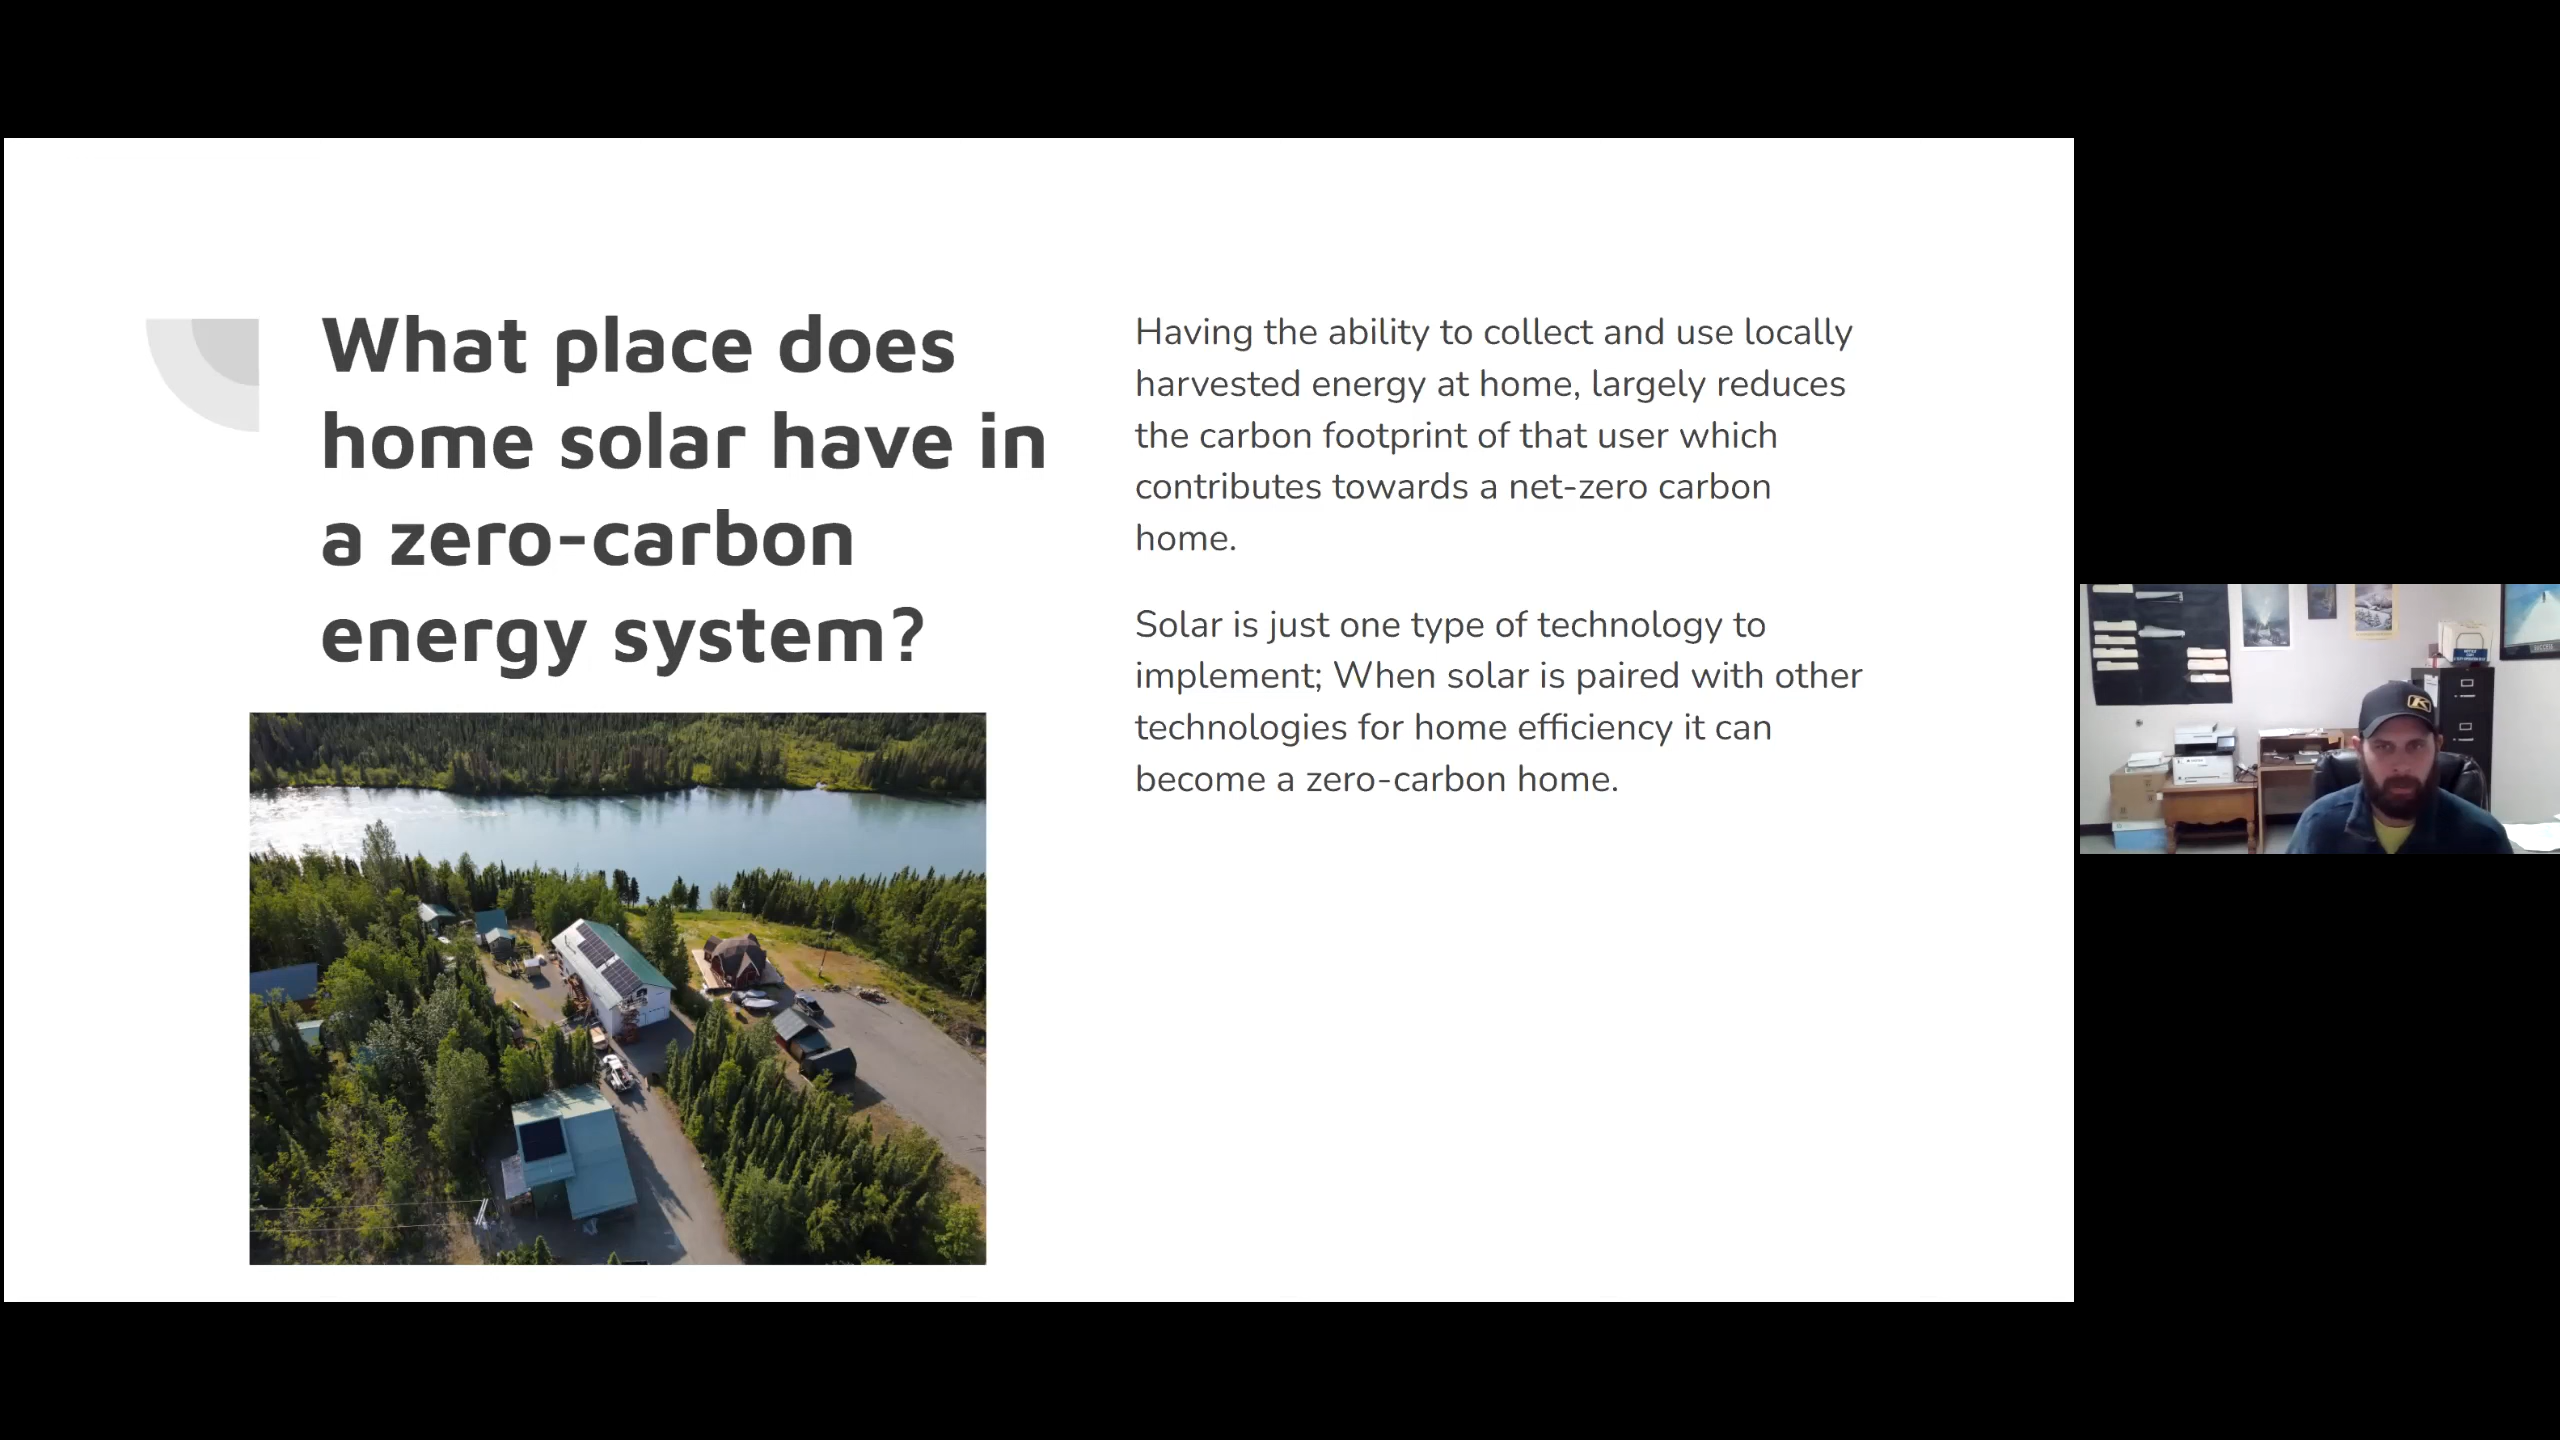 What place does
home solar have in
a zero-carbon
energy system?
Having the ability to collect and use locally
harvested energy at home, largely reduces
the carbon footprint of that user which
contributes towards a net-zero carbon
home.
Solar is just one type of technology to
implement; When solar is paired with other
technologies for home efficiency it can
become a zero-carbon home.